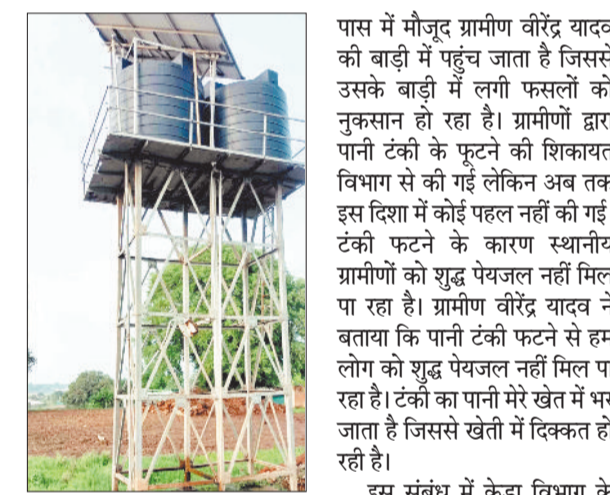 पास में मौजूद ग्रामीण वीरेंद्र यादव
की बाड़ी में पहुंच जाता है जिससे
उसके बाड़ी में लगी फसलों को
नुकसान हो रहा है। ग्रामीणों द्वारा
पानी टंकी के फूटने की शिकायत
विभाग से की गई लेकिन अब तक
इस दिशा में कोई पहल नहीं की गई
टंकी फटने के कारण स्थानीय
ग्रामीणों को शुद्ध पेयजल नहीं मिल
पा रहा है। ग्रामीण वीरेंद्र यादव ने
बताया कि पानी टंकी फटने से हम
लोग को शुद्ध पेयजल नहीं मिल पा
रहा है। टंकी का पानी मेरे खेत में भर
जाता है जिससे खेती में दिक्कत हो
रही है।
इस संबंध में क्रेडा विभाग के